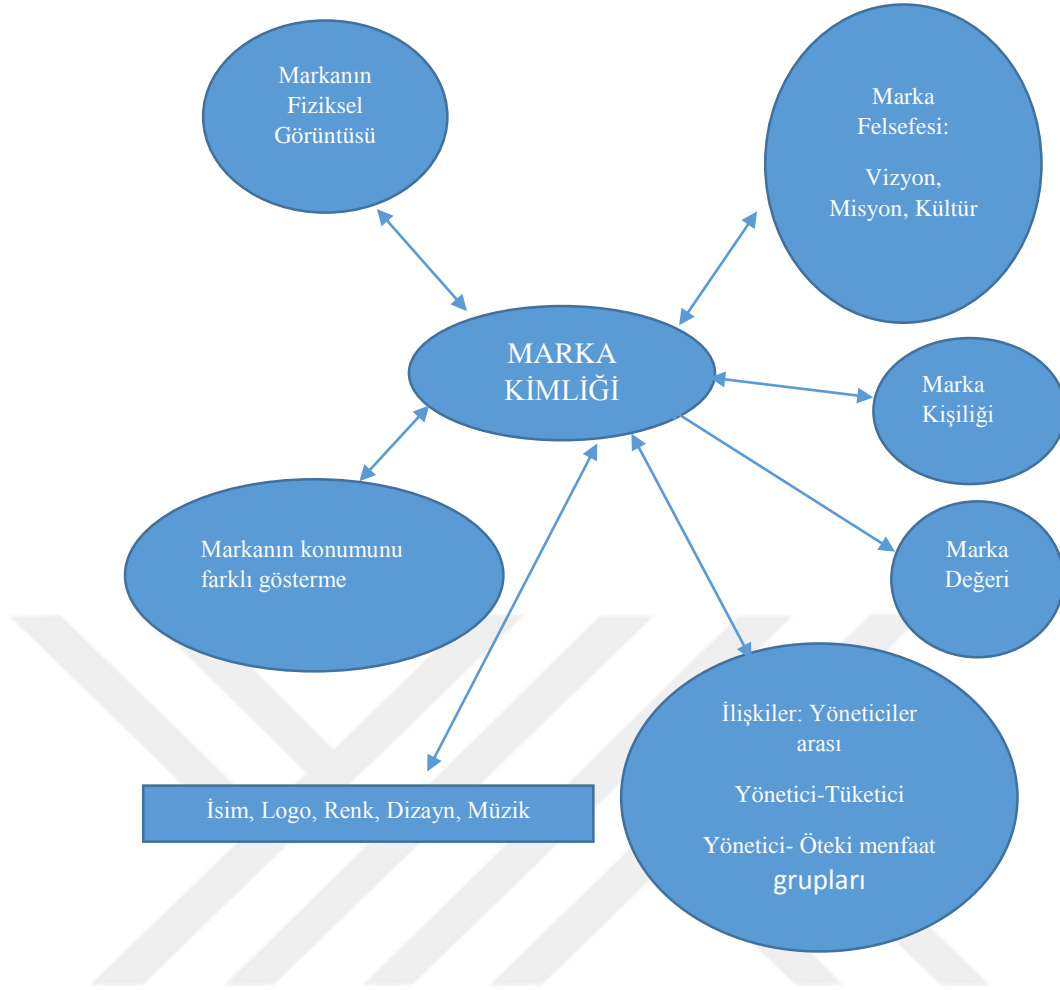 Markanın
Fiziksel
Görüntüsü
Marka
Felsefesi:
Vizyon,
Misyon, Kültür
MARKA
KİMLİĞİ
Marka
Kişiliği
Markanın konumunu
farklı gösterme
Marka
Değeri
İlişkiler: Yöneticiler
arası
Yönetici-Tüketici
Yönetici- Öteki menfaat
grupları
İsim, Logo, Renk, Dizayn, Müzik